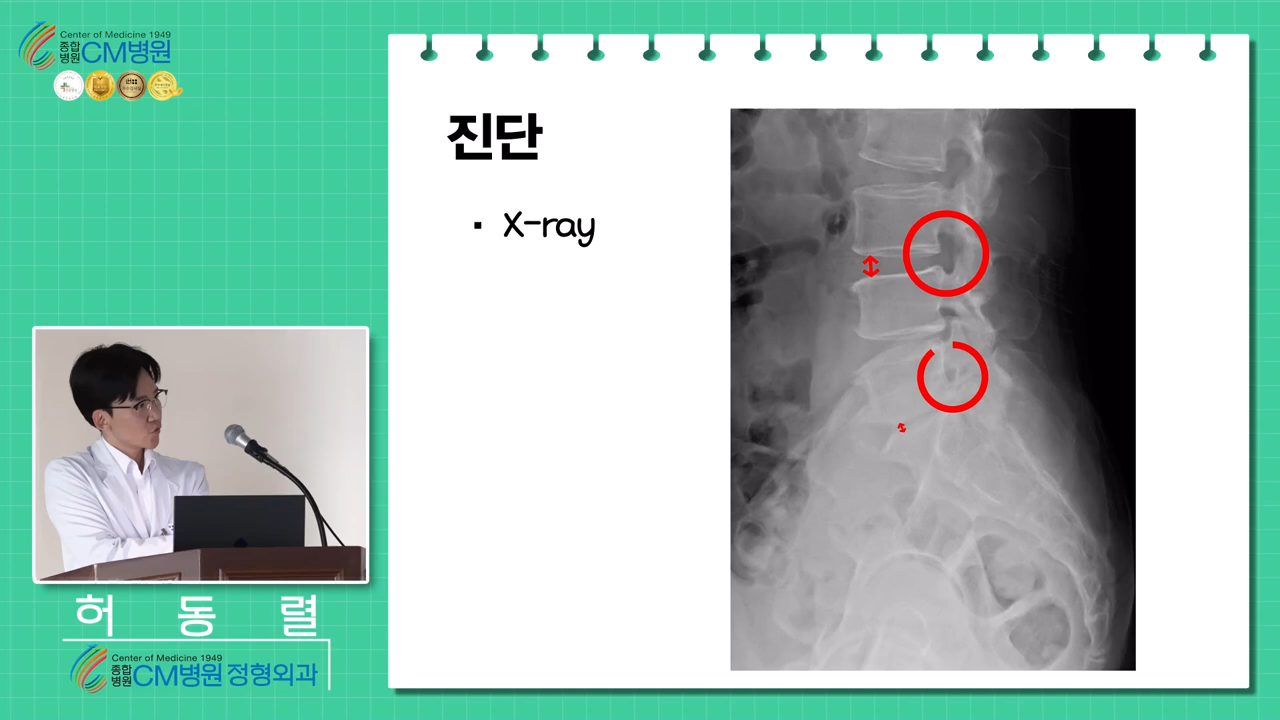 Center of Medicine 1949
종합
병원 CM병원
진단
▪ X-ray
허 동 렬
Center of Medicine 1949
종합
병원 CM병원 정형외과